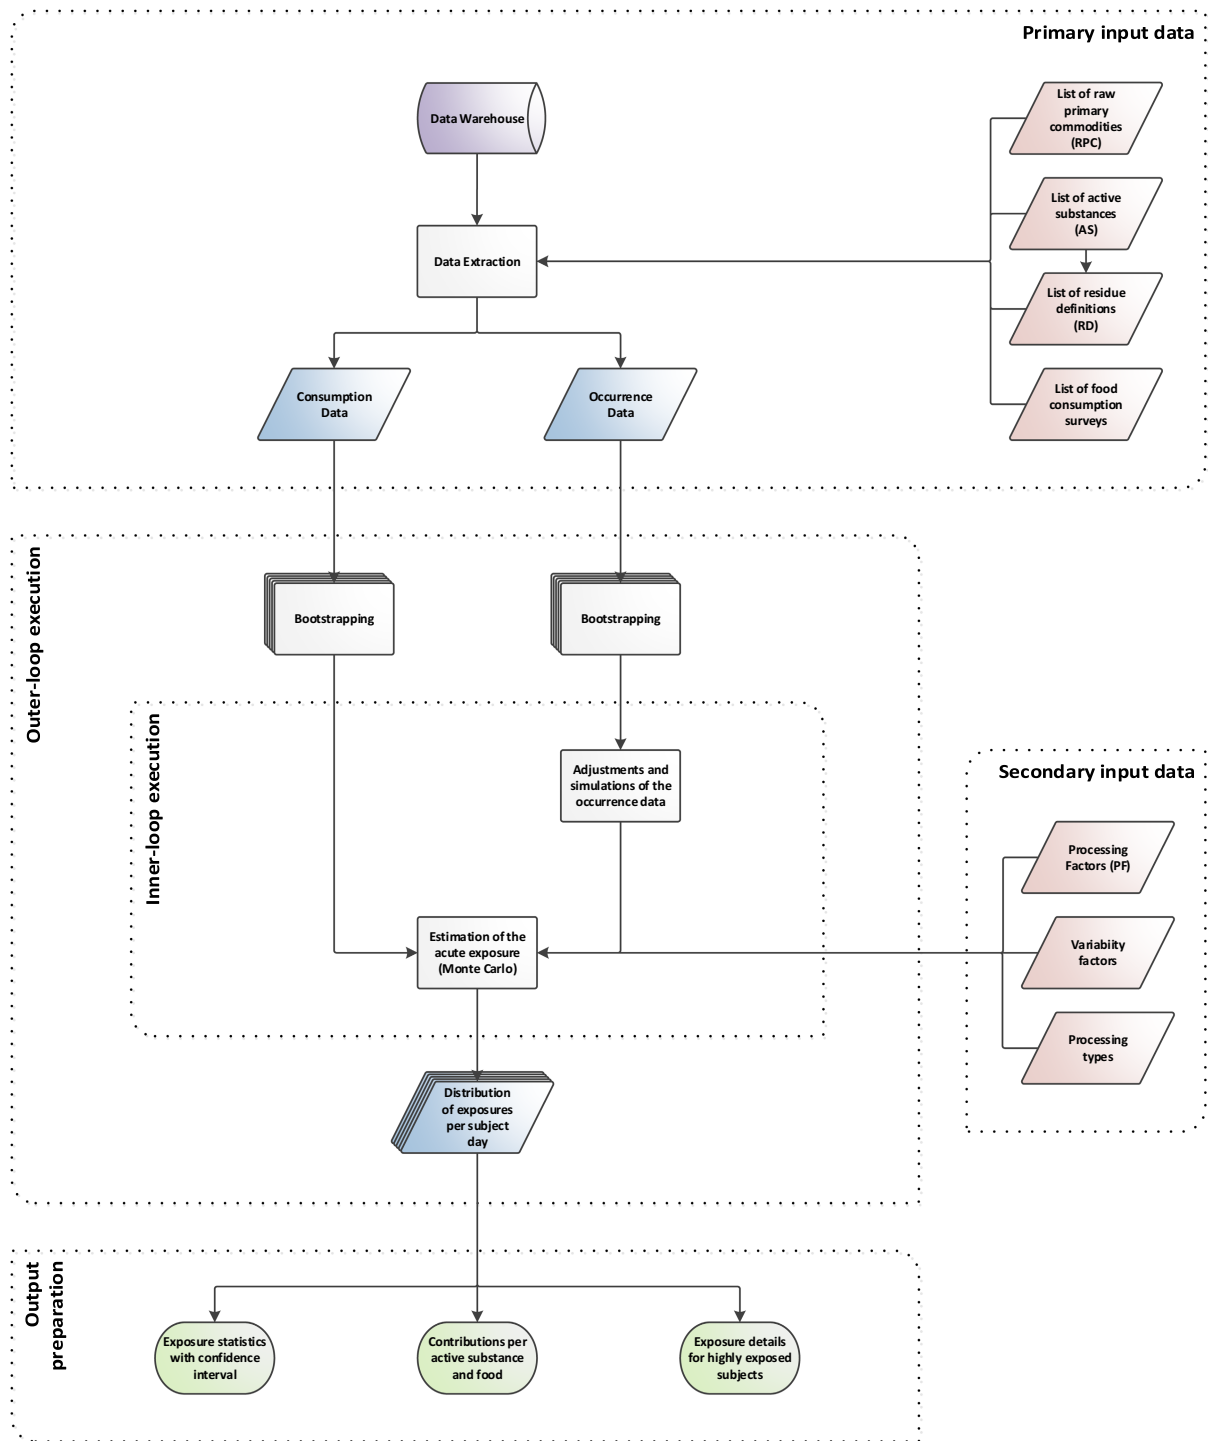 Primary input data
Data Warehouse
List of raw
primary
commodities
(RPC)
List of active
substances
(AS)
Data Extraction
List of residue
definitions
(RD)
Consumption
Data
Occurrence
Data
List of food
consumption
surveys
Outer-loop execution
Bootstrapping
Bootstrapping
Inner-loop execution
Adjustments and
simulations of the
occurrence data
Secondary input data
Processing
Factors (PF)
Estimation of the
acute exposure
(Monte Carlo)
Variabiity
factors
Processing
types
Distribution
of exposures
per subject
day
Output
preparation
Exposure statistics
with confidence
interval
Contributions per
active substance
and food
Exposure details
for highly exposed
subjects